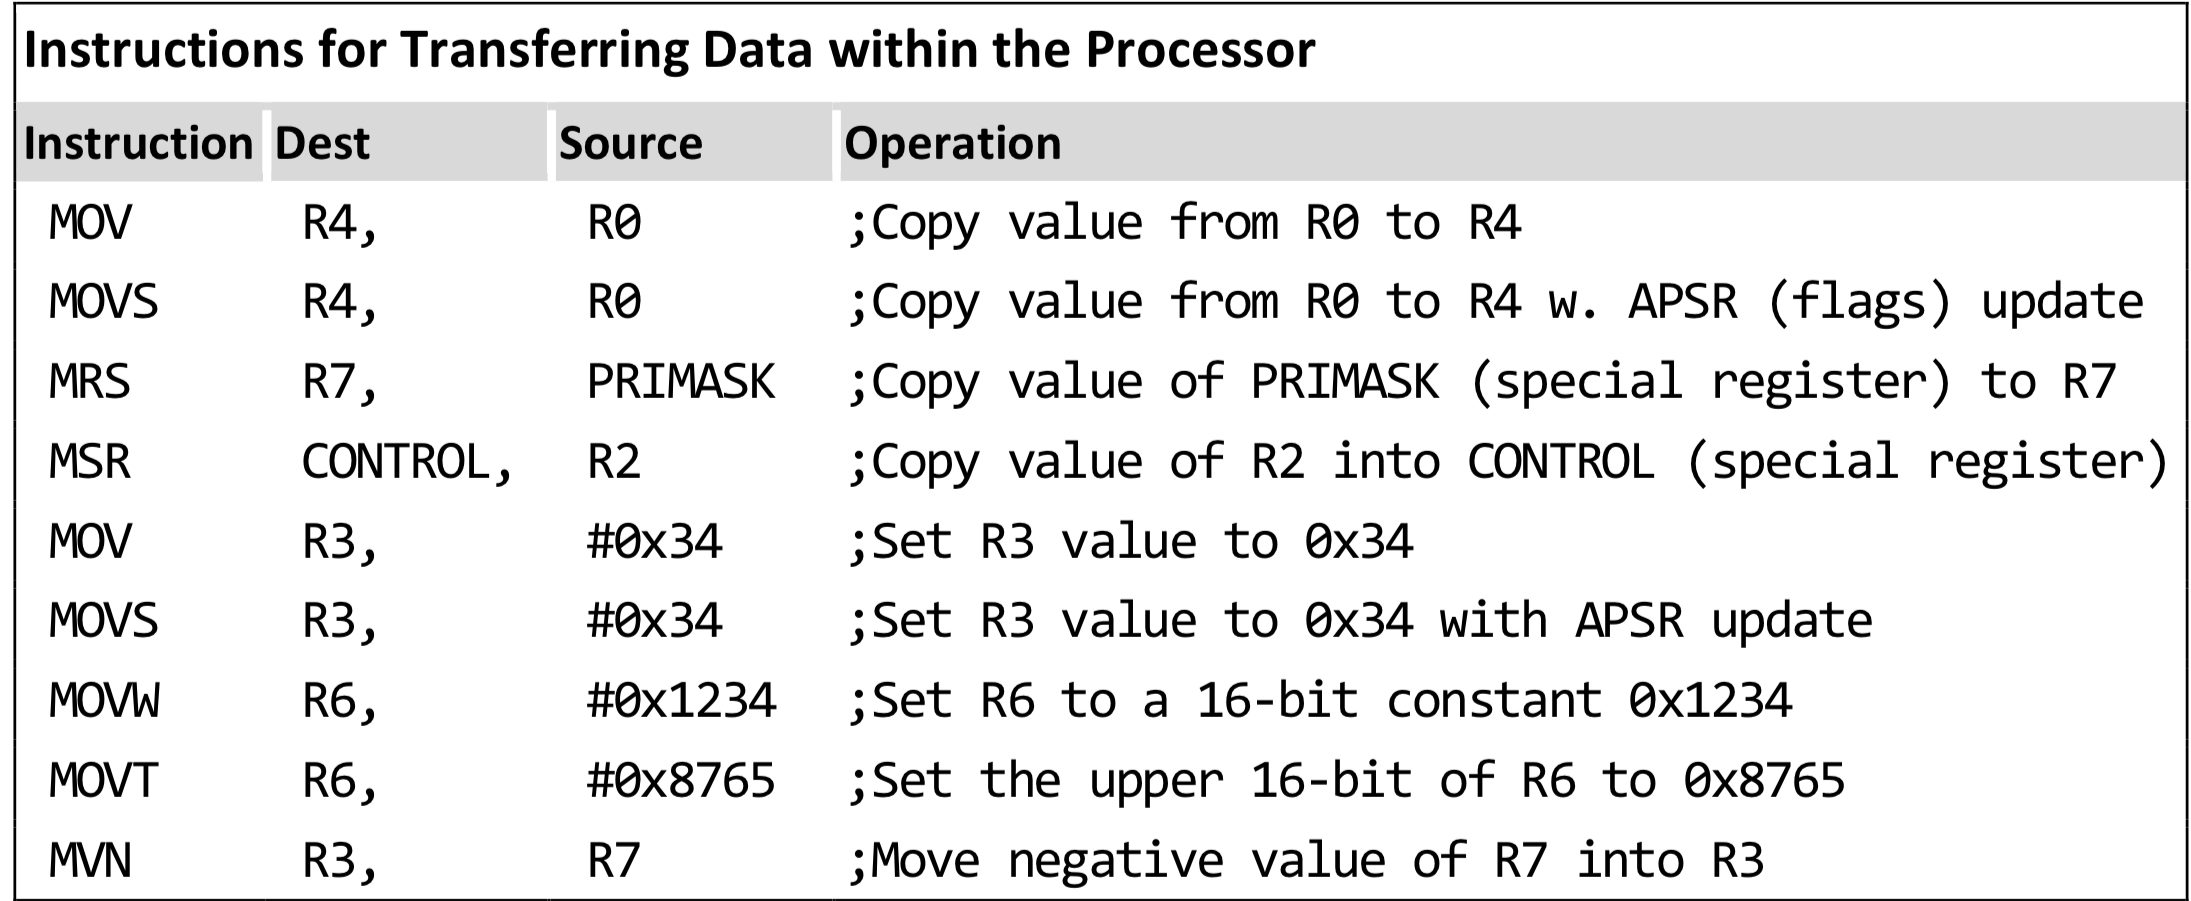 Instructions for Transferring Data within the Processor
Instruction Dest Source Operation
MOV R4, R0 ;Copy value from R0 to R4
MOVS R4, R0 ;Copy value from R0 to R4 w. APSR (flags) update
MRS R7, PRIMASK ;Copy value of PRIMASK (special register) to R7
MSR CONTROL, R2 ;Copy value of R2 into CONTROL (special register)
MOV R3, #0x34 ;Set R3 value to 0x34
MOVS R3, #0x34 ;Set R3 value to 0x34 with APSR update
MOVW R6, #0x1234 ;Set R6 to a 16-bit constant 0x1234
MOVT R6, #0x8765 ;Set the upper 16-bit of R6 to 0x8765
MVN R3, R7 ;Move negative value of R7 into R3